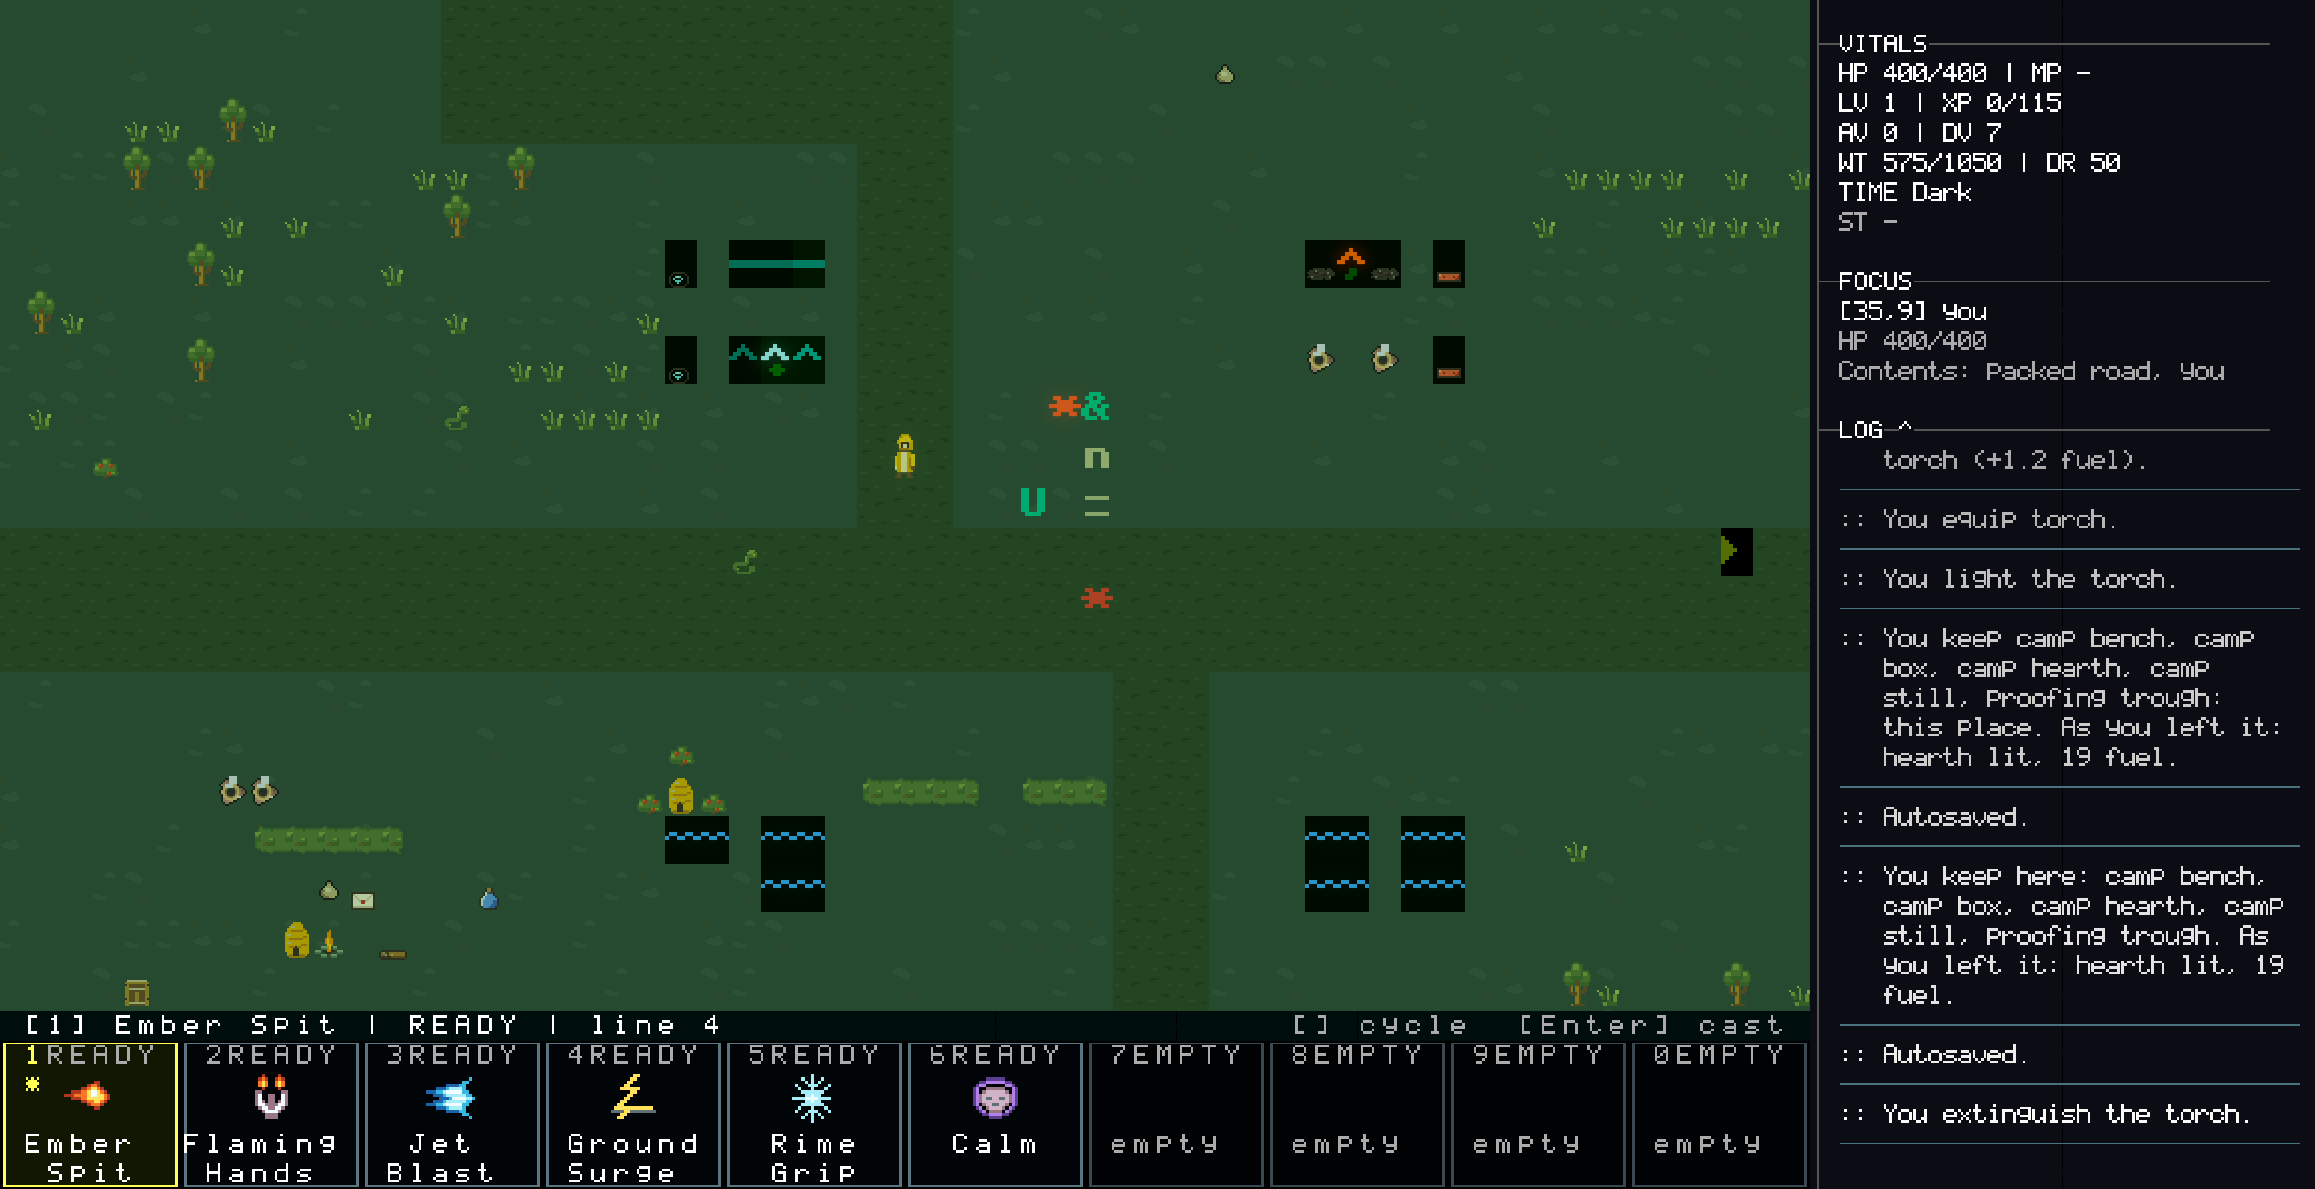 VITALS
HP 400/400 | MP -
LV 1 | XP 0/115
AV 0 | DV 7
WT 575/1050 | DR 50
TIME Dark
ST -
FOCUS
[35,9] You
HP 400/400
Contents: Packed road, You
LOG ^
torch (+1.2 fuel).
:: You equip torch.
:: You light the torch.
:: You keep camp bench, camp
box, camp hearth, camp
still, Proofing trough:
this Place. As you left it:
hearth lit, 19 fuel.
:: Autosaved.
:: You keep here: camp bench,
camp box, camp hearth, camp
still, Proofing trough. As
you left it: hearth lit, 19
fuel.
:: Autosaved.
:: You extinguish the torch.
&
n
U =
[1] Ember Spit | READY | line 4 [] cycle [Enter] cast
1READY 2READY 3READY 4READY 5READY 6READY 7EMPTY 8EMPTY 9EMPTY 0EMPTY
Ember Flaming Jet Ground Rime Calm empty empty empty empty
Spit Hands Blast Surge Grip